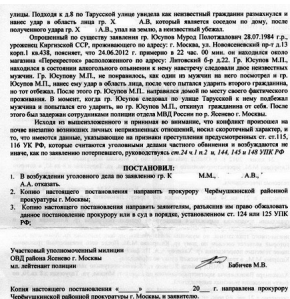 улицы. Подходя к д.8 по Тарусской улице увидела как неизвестный гражданин размахнулся и
нанес удар в область лица гр. Х А.В, который является соседом по дому, после
полученного удара гр. Х А.В., упал на землю, а неизвестный убежал.
Опрошенный по существу заявления гр. Юсупов Мурод Полотжанович 28.07.1984 г.р.,
уроженец Киргизской ССР, проживающего по адресу: г. Москва, ул. Новоясеневский пр-т д.13
корп.1 кв.438, поясняет, что 24.06.2012 г. примерно в 22 час. 00 мин. он находился около
магазина «Перекресток» расположенного по адресу: Литовский б-р д.22. Гр. Юсупов М.П.,
находился в состоянии алкогольного опьянения к нему навстречу следовали двое неизвестных
мужчин. Гр. Юсупову М.П., не понравилось, как один из мужчин на него посмотрел и гр.
Юсупов М.П., нанес ему удар в область лица, после чего пытался ударить второго гражданина,
но тот отбежал. После этого гр. Юсупов М.П. направился домой по месту своего фактического
проживания. В момент, когда гр. Юсупов следовал по улице Тарусской к нему подбежал
мужчина и попытался его ударить, но гр. Юсупов М.П., оттолкнул гражданина от себя. После
этого был задержан сотрудниками полиции отдела МВД России по р. Ясенево г. Москвы.
Исходя из вышеизложенного и принимая во внимание, что конфликт произошел на
почве внезапно возникших личных неприязненных отношений, носил скоротечный характер, и
то, что имеются данные, указывающие на признаки преступления предусмотренных ст. ст.115,
116 УК РФ, которые считаются уголовными делами частного обвинения и возбуждаются не
иначе, как по заявлению потерпевшего, руководствуясь ст.24 ч.1 п.2 и 144, 145 и 148 УПК РФ
ПОСТАНОВИЛ:
1. В возбуждении уголовного дела по заявлению гр. К М.М., А.В.,
А.А. отказать.
2. Копию настоящего постановления направить прокурору Черёмушкинской районной
прокуратуры г. Москвы;
3. Копию настоящего постановления направить заявителям, разъяснив им право обжаловать
данное постановление прокурору или в суд в порядке, установленном ст. 124 или 125 УПК
РФ;
Участковый уполномоченный милиции
ОВД района Ясенево г. Москвы
мл. лейтенант полиции Бабичев М.В.
Копия настоящего постановления « » 20 г. направлена прокурору
Черёмушкинской районной прокуратуры г. Москвы, и заявителю.